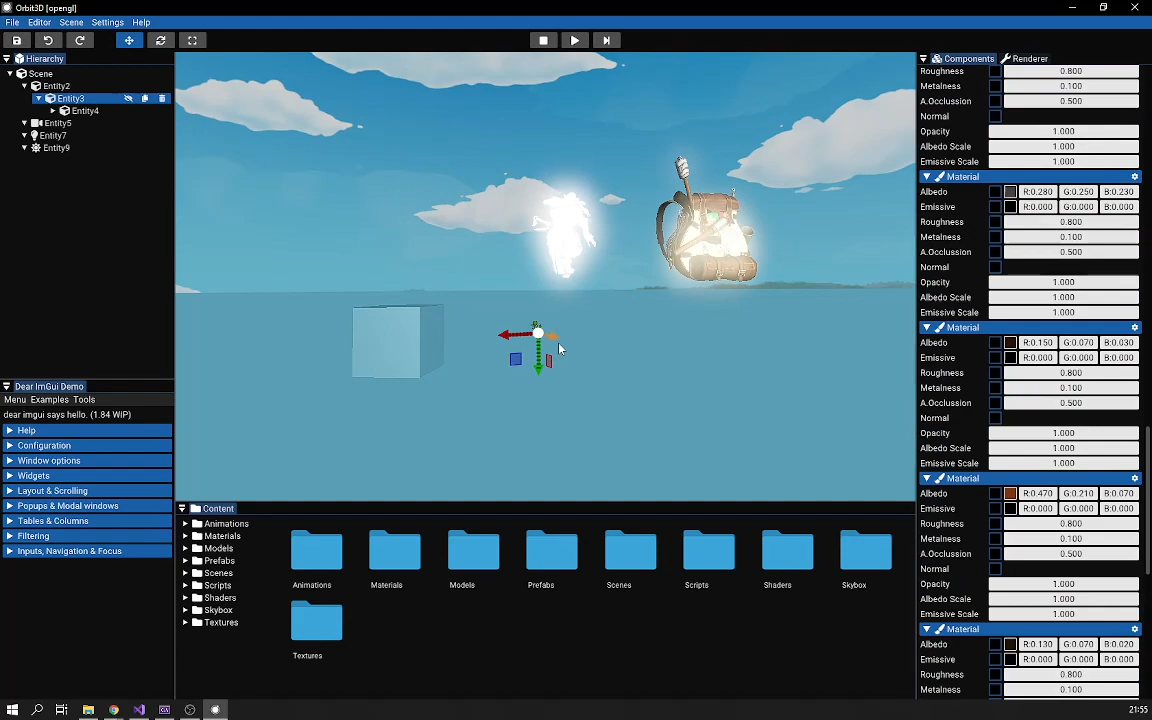 Orbit3D [opengl]
File Editor Scene Settings Help
Hierarchy
Scene
Entity2
Entity3
Entity4
Entity5
Entity7
Entity9
Dear ImGui Demo
Menu Examples Tools
dear imgui says hello. (1.84 WIP)
Help
Configuration
Window options
Widgets
Layout & Scrolling
Popups & Modal windows
Tables & Columns
Filtering
Inputs, Navigation & Focus
Content
Animations
Materials
Models
Prefabs
Scenes
Scripts
Shaders
Skybox
Textures
Animations Materials Models Prefabs Scenes Scripts Shaders Skybox
Textures
Components Renderer
Roughness 0.800
Metalness 0.100
A.Occlussion 0.500
Normal
Opacity 1.000
Albedo Scale 1.000
Emissive Scale 1.000
Material
Albedo R:0.280 G:0.250 B:0.230
Emissive R:0.000 G:0.000 B:0.000
Roughness 0.800
Metalness 0.100
A.Occlussion 0.500
Normal
Opacity 1.000
Albedo Scale 1.000
Emissive Scale 1.000
Material
Albedo R:0.150 G:0.070 B:0.030
Emissive R:0.000 G:0.000 B:0.000
Roughness 0.800
Metalness 0.100
A.Occlussion 0.500
Normal
Opacity 1.000
Albedo Scale 1.000
Emissive Scale 1.000
Material
Albedo R:0.470 G:0.210 B:0.070
Emissive R:0.000 G:0.000 B:0.000
Roughness 0.800
Metalness 0.100
A.Occlussion 0.500
Normal
Opacity 1.000
Albedo Scale 1.000
Emissive Scale 1.000
Material
Albedo R:0.130 G:0.070 B:0.020
Emissive R:0.000 G:0.000 B:0.000
Roughness 0.800
Metalness 0.100
21:55